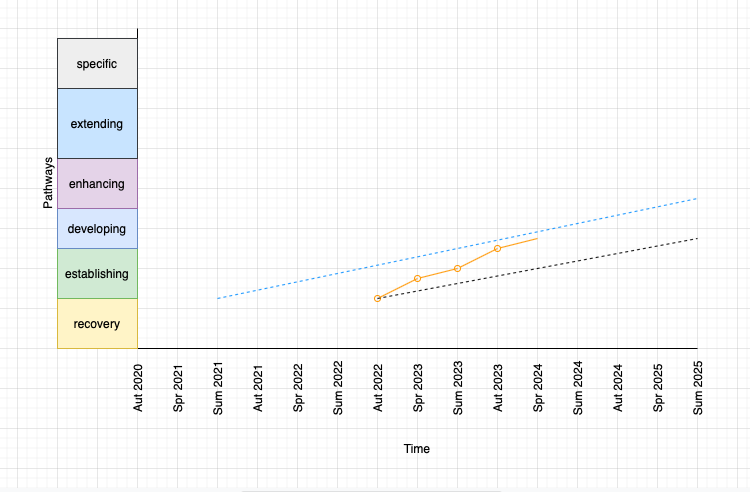 specific
extending
enhancing
developing
establishing
recovery
Pathways
Aut 2020
Spr 2021
Sum 2021
Aut 2021
Spr 2022
Sum 2022
Aut 2022
Spr 2023
Sum 2023
Aut 2023
Spr 2024
Sum 2024
Aut 2024
Spr 2025
Sum 2025
Time